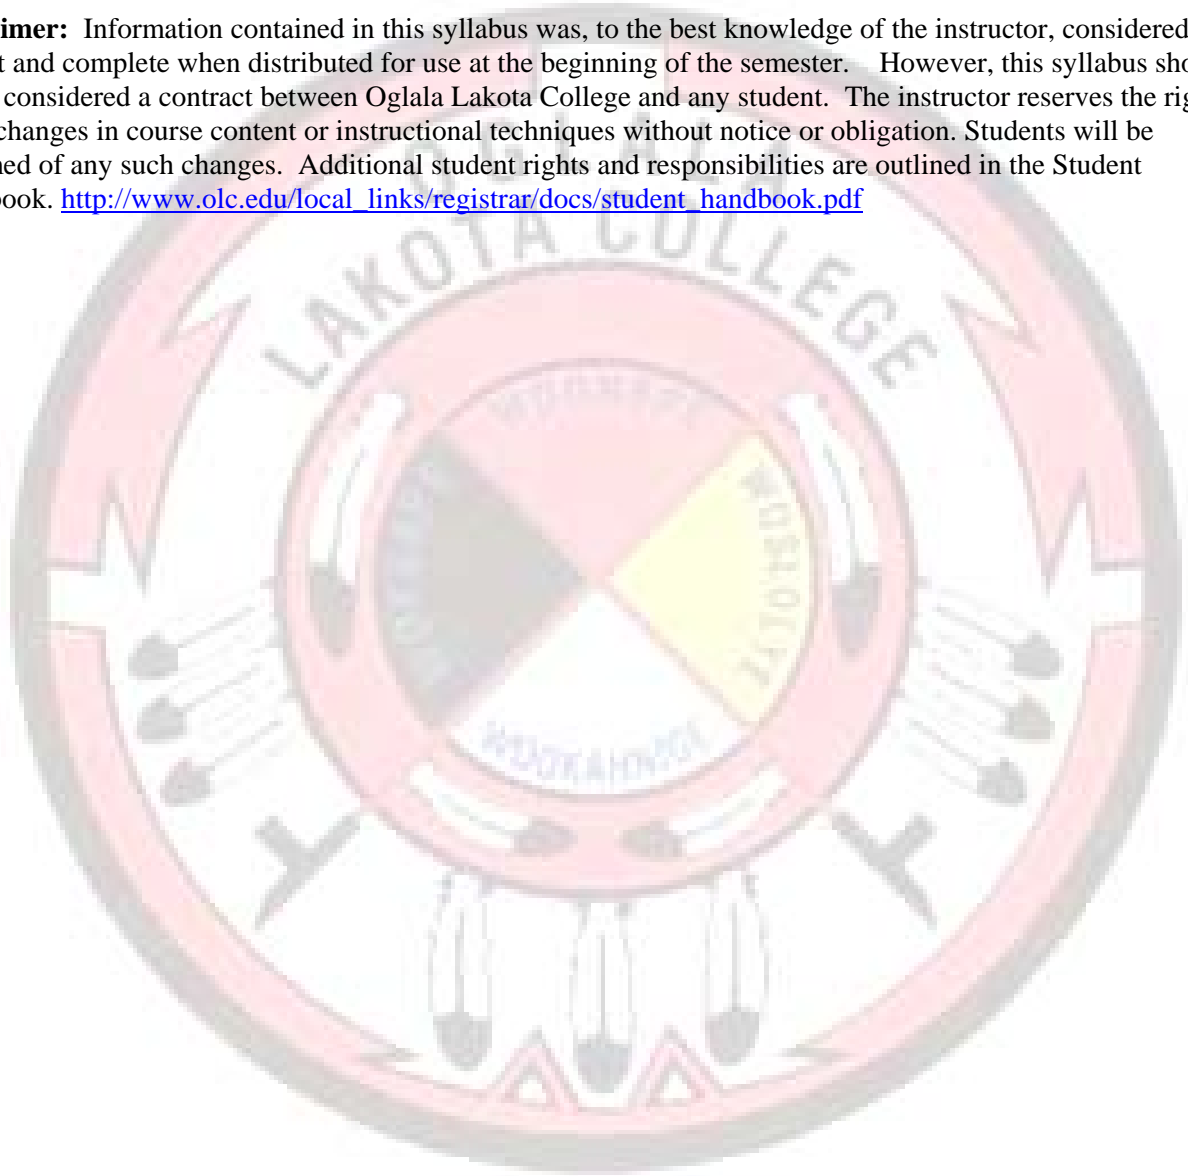 imer: Information contained in this syllabus was, to the best knowledge of the instructor, considered
t and complete when distributed for use at the beginning of the semester. However, this syllabus sho
considered a contract between Oglala Lakota College and any student. The instructor reserves the rig
changes in course content or instructional techniques without notice or obligation. Students will be
ned of any such changes. Additional student rights and responsibilities are outlined in the Student
ook. http://www.olc.edu/local_links/registrar/docs/student_handbook.pdf
OGLALA
LAKOTA COLLEGE
WOSLOLYE